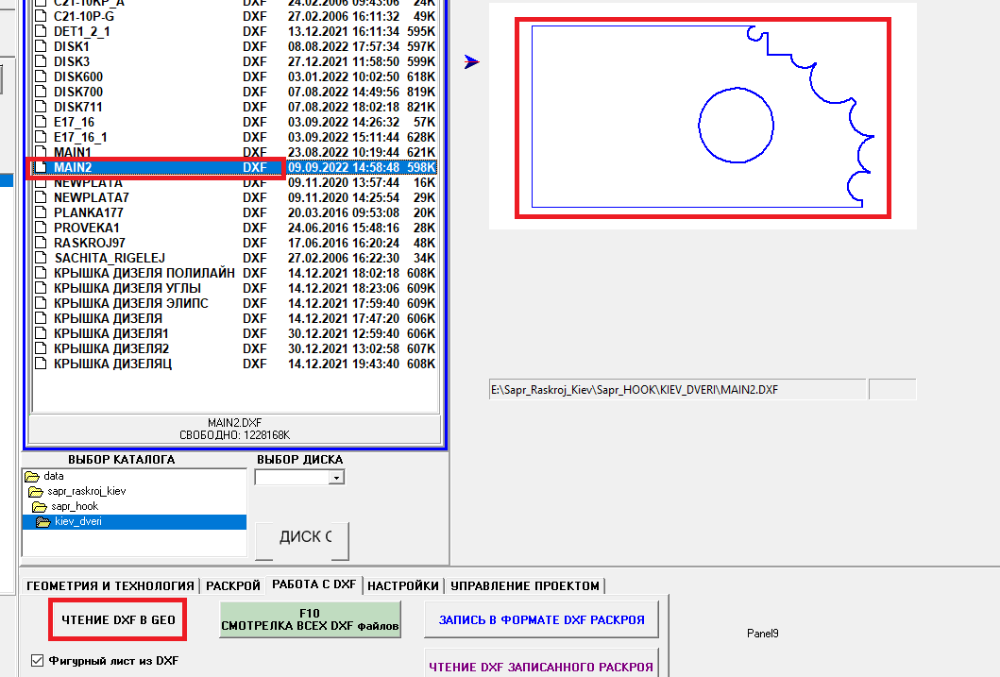 C21-10KP_A DXF 24.02.2006 09:43:06 24K
C21-10P-G DXF 27.02.2006 16:11:32 49K
DET1_2_1 DXF 13.12.2021 16:11:34 595K
DISK1 DXF 08.08.2022 17:57:34 597K
DISK3 DXF 27.12.2021 11:58:50 599K
DISK600 DXF 03.01.2022 10:02:50 618K
DISK700 DXF 07.08.2022 14:49:56 819K
DISK711 DXF 07.08.2022 18:02:18 821K
E17_16 DXF 03.09.2022 14:26:32 57K
E17_16_1 DXF 03.09.2022 15:11:44 628K
MAIN1 DXF 23.08.2022 10:19:44 621K
MAIN2 DXF 09.09.2022 14:58:48 598K
NEWPLATA DXF 09.11.2020 13:57:44 16K
NEWPLATA7 DXF 09.11.2020 14:25:54 29K
PLANKA177 DXF 20.03.2016 09:53:08 20K
PROVEKA1 DXF 24.06.2016 15:48:16 28K
RASKROJ97 DXF 17.06.2016 16:20:24 48K
SACHITA_RIGELEJ DXF 27.02.2006 16:22:30 34K
КРЫШКА ДИЗЕЛЯ ПОЛИЛАЙН DXF 14.12.2021 18:02:18 608K
КРЫШКА ДИЗЕЛЯ УГЛЫ DXF 14.12.2021 18:23:06 609K
КРЫШКА ДИЗЕЛЯ ЭЛИПС DXF 14.12.2021 17:59:40 609K
КРЫШКА ДИЗЕЛЯ DXF 14.12.2021 17:47:20 606K
КРЫШКА ДИЗЕЛЯ1 DXF 30.12.2021 12:59:40 606K
КРЫШКА ДИЗЕЛЯ2 DXF 30.12.2021 13:02:58 607K
КРЫШКА ДИЗЕЛЯЦ DXF 14.12.2021 19:43:40 608K
MAIN2.DXF
СВОБОДНО: 1228168K
E:\Sapr_Raskroj_Kiev\Sapr_HOOK\KIEV_DVERI\MAIN2.DXF
ВЫБОР КАТАЛОГА
data
sapr_raskroj_kiev
sapr_hook
kiev_dveri
ВЫБОР ДИСКА
ДИСК C
ГЕОМЕТРИЯ И ТЕХНОЛОГИЯ РАСКРОЙ РАБОТА С DXF НАСТРОЙКИ УПРАВЛЕНИЕ ПРОЕКТОМ
ЧТЕНИЕ DXF В GEO
F10
СМОТРЕЛКА ВСЕХ DXF файлов
ЗАПИСЬ В ФОРМАТЕ DXF РАСКРОЯ
Panel9
Фигурный лист из DXF
ЧТЕНИЕ DXF ЗАПИСАННОГО РАСКРОЯ